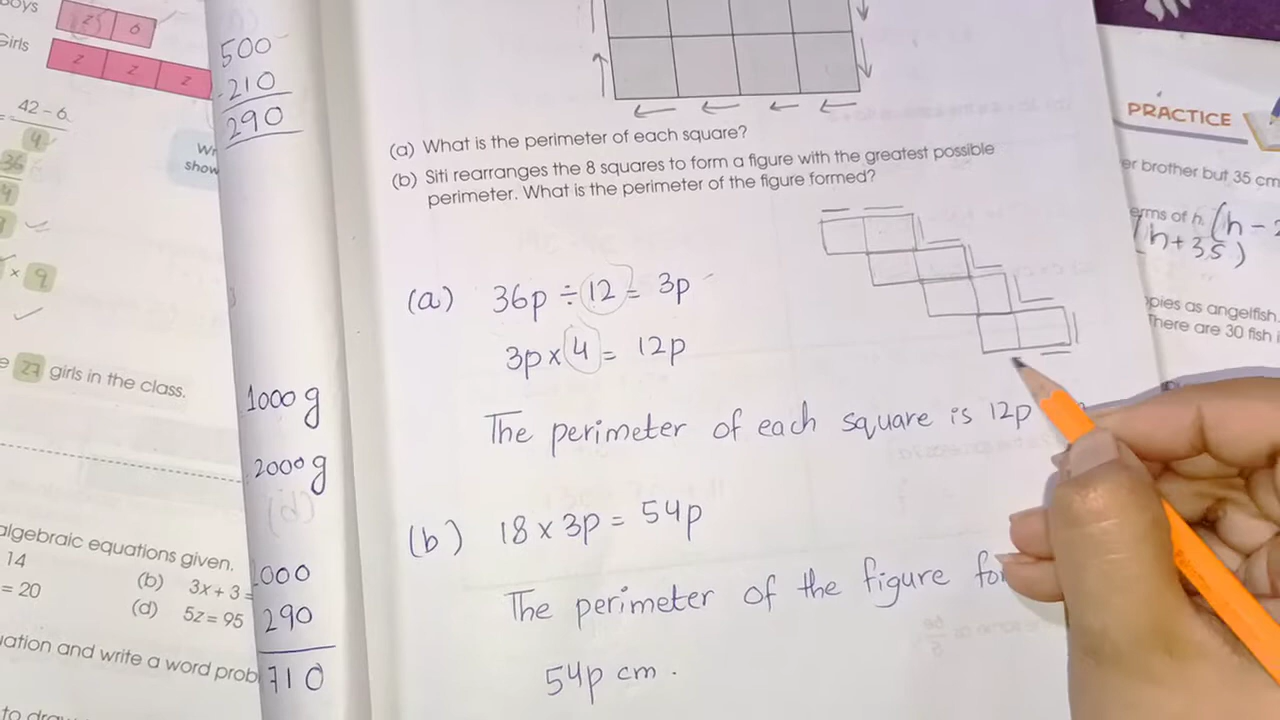 Girls
z 6
z z z
42 – 6
4
36
4
× 9
e 27 girls in the class.
algebraic equations given.
14
= 20
(b) 3x + 3 =
(d) 5z = 95
uation and write a word prob
500
- 210
290
show
1000 g
2000 g
(d)
000
290
710
(a) What is the perimeter of each square?
(b) Siti rearranges the 8 squares to form a figure with the greatest possible
perimeter. What is the perimeter of the figure formed?
(a) 36p ÷ 12 = 3p
3p × 4 = 12p
The perimeter of each square is 12p
(b) 18 × 3p = 54p
The perimeter of the figure fo
54p cm.
PRACTICE
er brother but 35 cm
erms of h. (h -
(h + 35)
pies as angelfish.
There are 30 fish